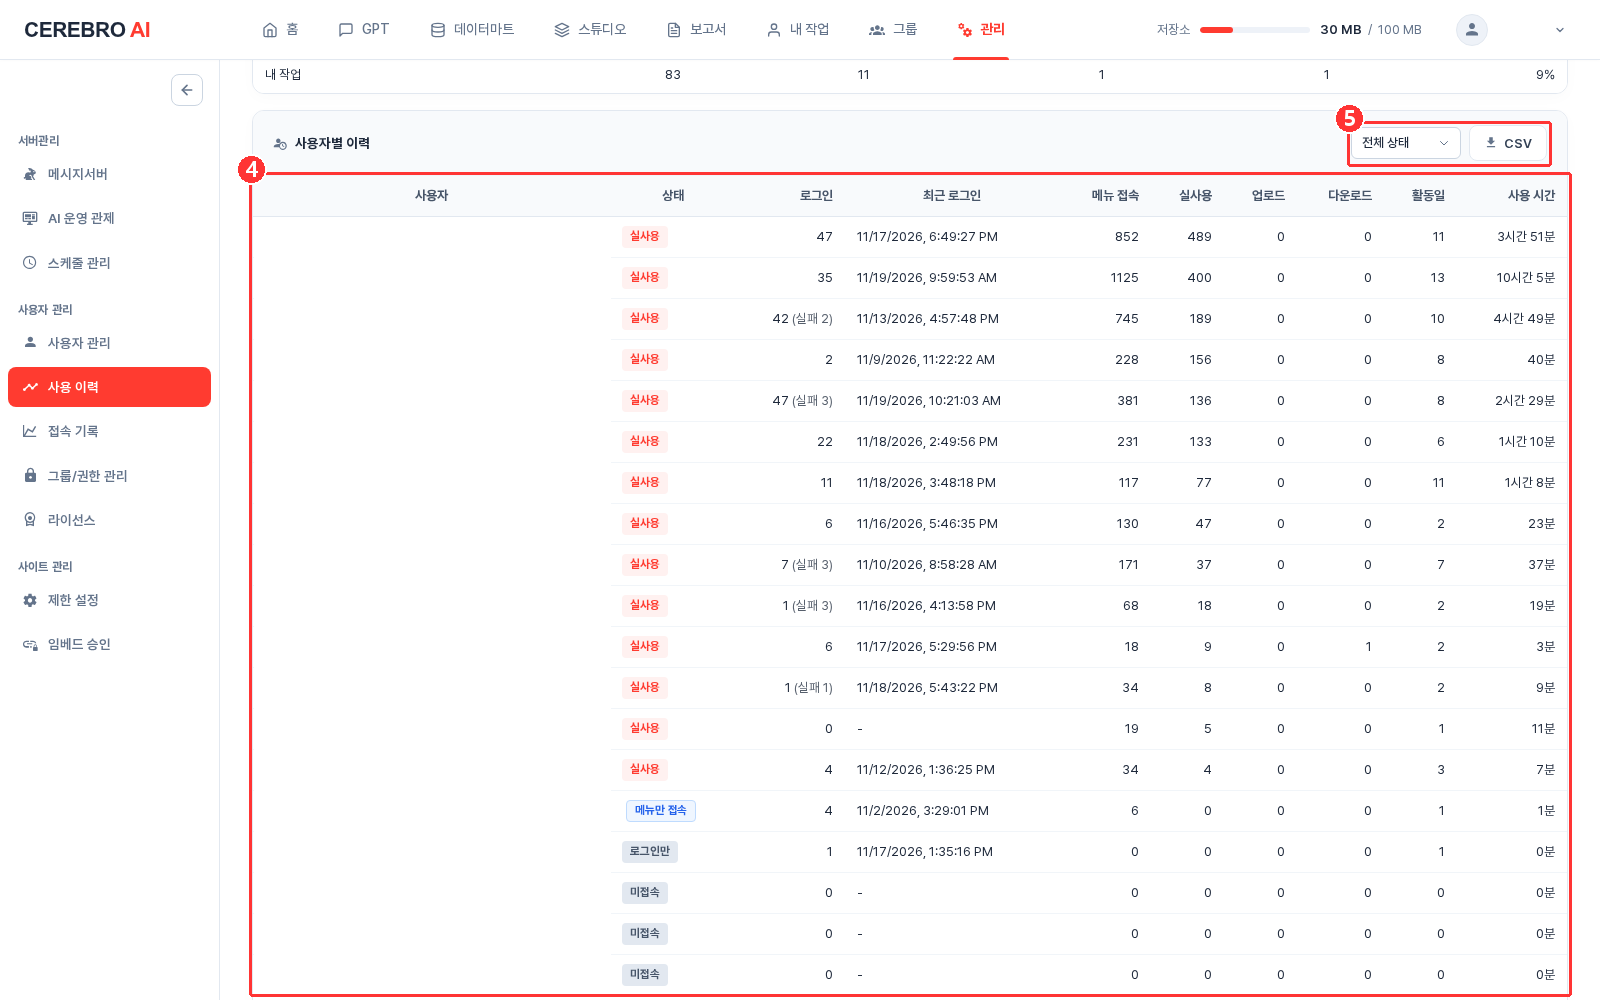 CEREBRO AI 홈 GPT 데이터마트 스튜디오 보고서 내 작업 그룹 관리 저장소 30 MB / 100 MB
서버관리
메시지서버
AI 운영 관제
스케줄 관리
사용자 관리
사용자 관리
사용 이력
접속 기록
그룹/권한 관리
라이선스
사이트 관리
제한 설정
임베드 승인
내 작업 83 11 1 1 9%
사용자별 이력 5 전체 상태 CSV
4
사용자 상태 로그인 최근 로그인 메뉴 접속 실사용 업로드 다운로드 활동일 사용 시간
실사용 47 11/17/2026, 6:49:27 PM 852 489 0 0 11 3시간 51분
실사용 35 11/19/2026, 9:59:53 AM 1125 400 0 0 13 10시간 5분
실사용 42 (실패 2) 11/13/2026, 4:57:48 PM 745 189 0 0 10 4시간 49분
실사용 2 11/9/2026, 11:22:22 AM 228 156 0 0 8 40분
실사용 47 (실패 3) 11/19/2026, 10:21:03 AM 381 136 0 0 8 2시간 29분
실사용 22 11/18/2026, 2:49:56 PM 231 133 0 0 6 1시간 10분
실사용 11 11/18/2026, 3:48:18 PM 117 77 0 0 11 1시간 8분
실사용 6 11/16/2026, 5:46:35 PM 130 47 0 0 2 23분
실사용 7 (실패 3) 11/10/2026, 8:58:28 AM 171 37 0 0 7 37분
실사용 1 (실패 3) 11/16/2026, 4:13:58 PM 68 18 0 0 2 19분
실사용 6 11/17/2026, 5:29:56 PM 18 9 0 1 2 3분
실사용 1 (실패 1) 11/18/2026, 5:43:22 PM 34 8 0 0 2 9분
실사용 0 - 19 5 0 0 1 11분
실사용 4 11/12/2026, 1:36:25 PM 34 4 0 0 3 7분
메뉴만 접속 4 11/2/2026, 3:29:01 PM 6 0 0 0 1 1분
로그인만 1 11/17/2026, 1:35:16 PM 0 0 0 0 1 0분
미접속 0 - 0 0 0 0 0 0분
미접속 0 - 0 0 0 0 0 0분
미접속 0 - 0 0 0 0 0 0분